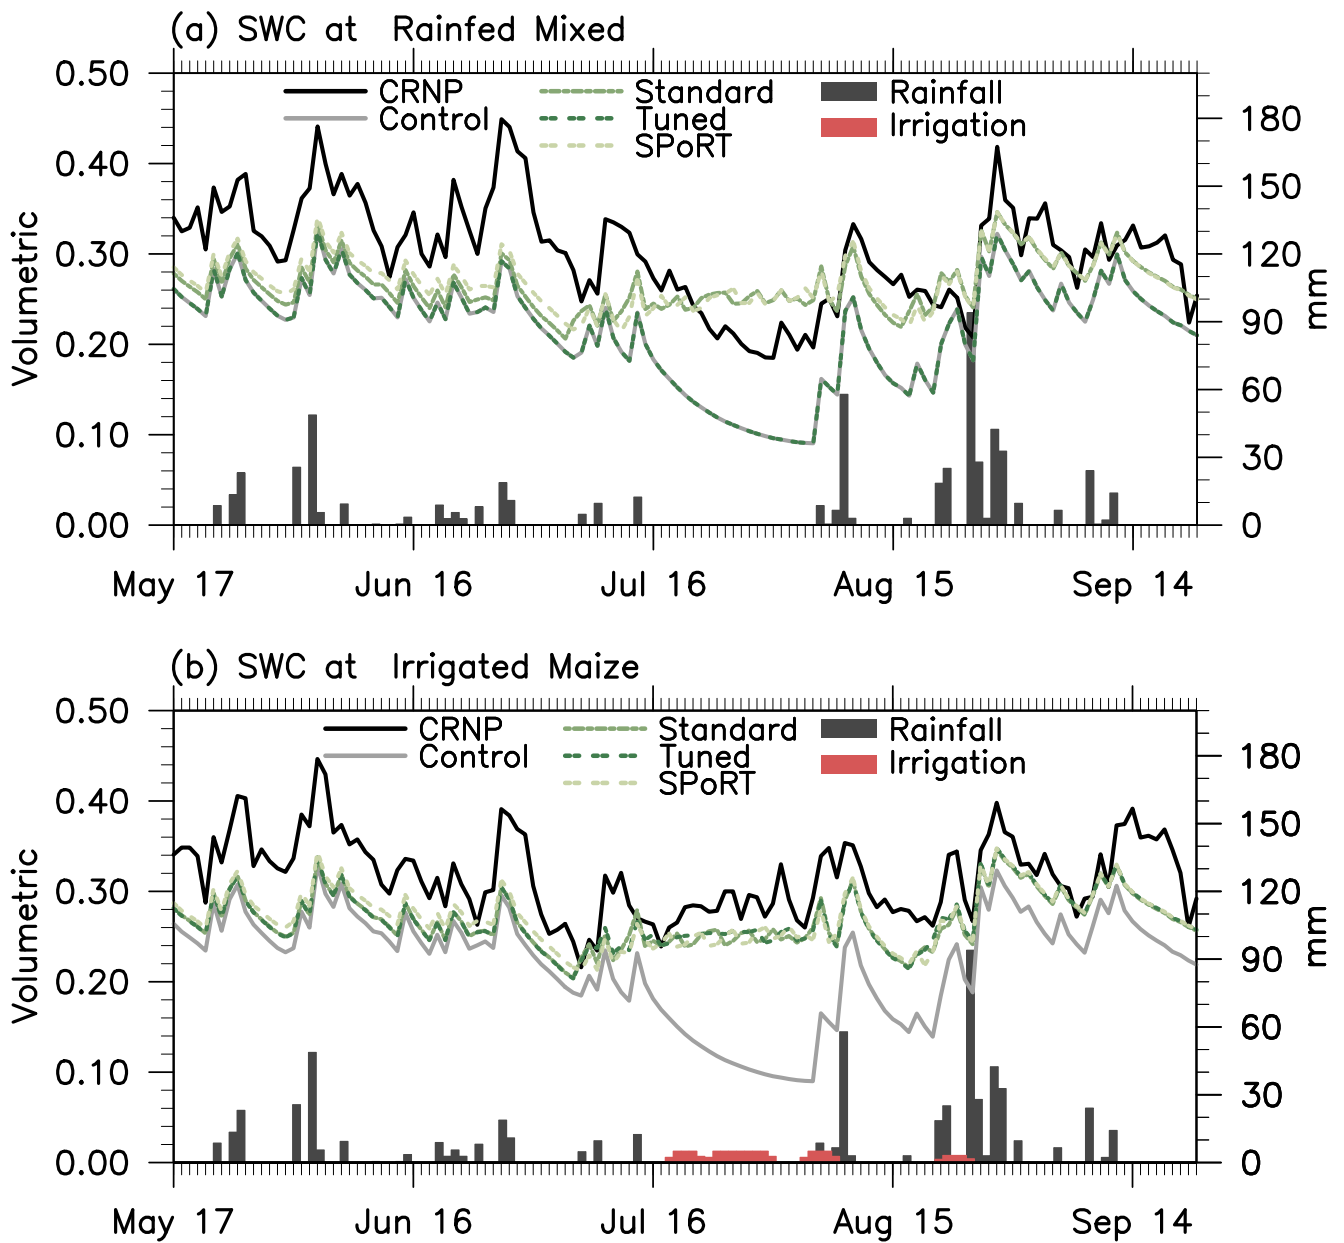 (a) SWC at Rainfed Mixed
0.50
0.40
0.30
0.20
0.10
0.00
Volumetric
CRNP
Control
Standard
Tuned
SPoRT
Rainfall
Irrigation
180
150
120
90
60
30
0
mm
May 17 Jun 16 Jul 16 Aug 15 Sep 14
(b) SWC at Irrigated Maize
0.50
0.40
0.30
0.20
0.10
0.00
Volumetric
CRNP
Control
Standard
Tuned
SPoRT
Rainfall
Irrigation
180
150
120
90
60
30
0
mm
May 17 Jun 16 Jul 16 Aug 15 Sep 14